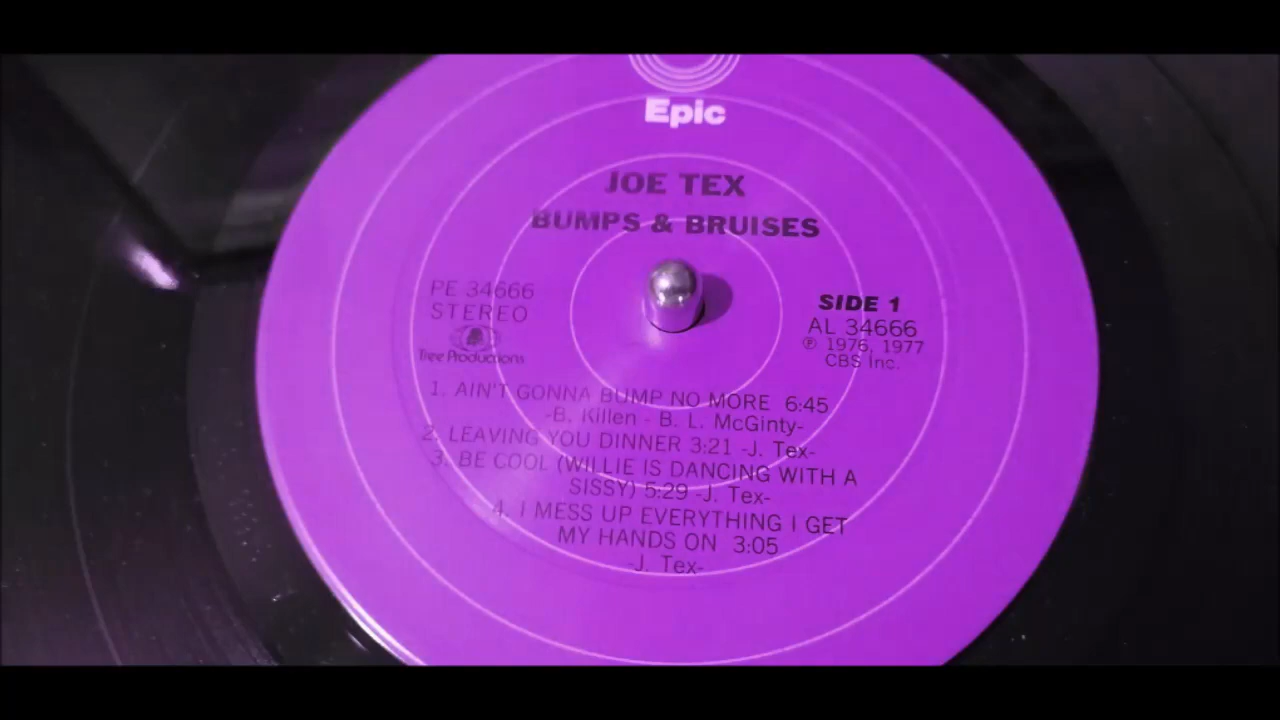 Epic
JOE TEX
BUMPS & BRUISES
PE 34666
STEREO
Tree Productions
SIDE 1
AL 34666
Ⓟ 1976, 1977
CBS Inc.
1. AIN'T GONNA BUMP NO MORE 6:45
-B. Killen - B. L. McGinty-
2. LEAVING YOU DINNER 3:21 -J. Tex-
3. BE COOL (WILLIE IS DANCING WITH A
SISSY) 5:29 -J. Tex-
4. I MESS UP EVERYTHING I GET
MY HANDS ON 3:05
-J. Tex-